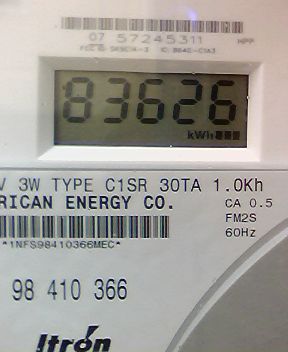 07 57245311 MPP
83626
kWh
V 3W TYPE C1SR 30TA 1.0Kh
RICAN ENERGY CO. CA 0.5
FM2S
60Hz
*1NFS98410366MEC*
98 410 366
Itron